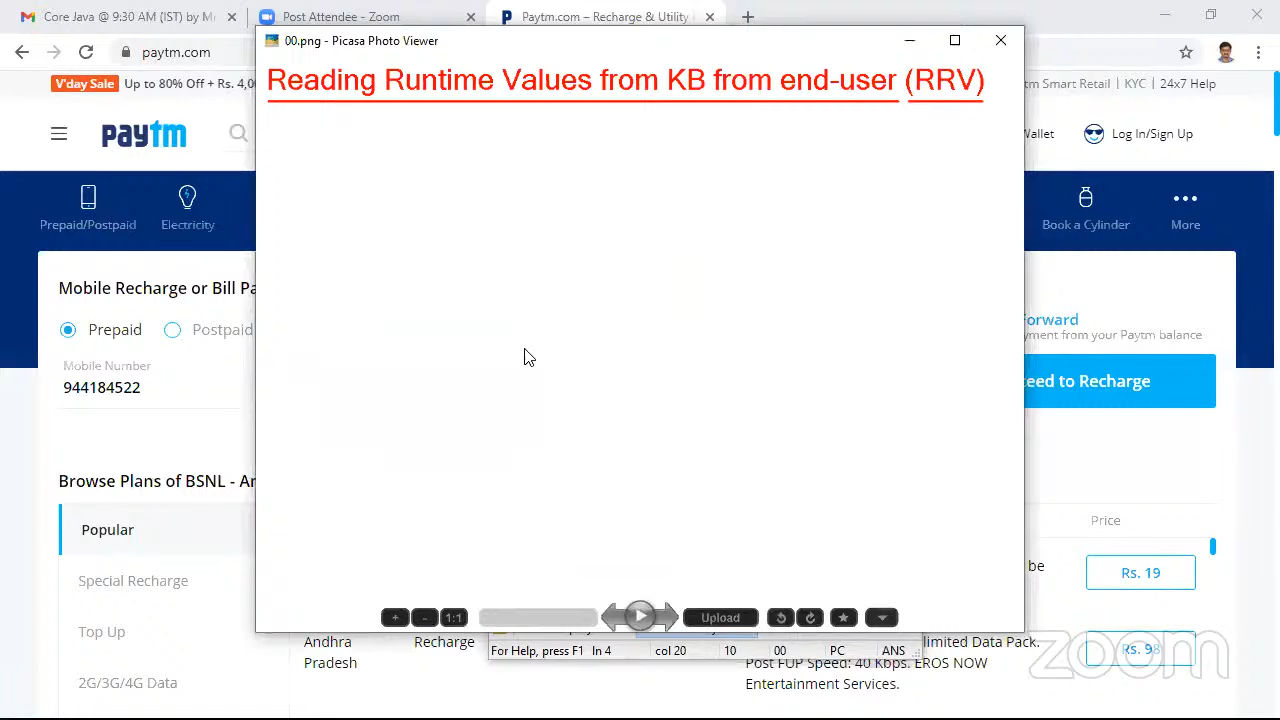 Core Java @ 9:30 AM (IST) by M
Post Attendee - Zoom
Paytm.com – Recharge & Utility
paytm.com
00.png - Picasa Photo Viewer
V'day Sale
Up to 80% Off + Rs. 4,0
tm Smart Retail | KYC | 24x7 Help
Reading Runtime Values from KB from end-user (RRV)
paytm
Wallet
Log In/Sign Up
Prepaid/Postpaid
Electricity
Book a Cylinder
More
Mobile Recharge or Bill Pa
Prepaid
Postpaid
Forward
yment from your Paytm balance
Mobile Number
944184522
ceed to Recharge
Browse Plans of BSNL - An
Price
Popular
be
Rs. 19
Special Recharge
+ - 1:1
Upload
Top Up
Andhra
Pradesh
Recharge
For Help, press F1
ln 4
col 20
10
00
PC
ANS
limited Data Pack.
Post FUP Speed: 40 Kbps. EROS NOW
Entertainment Services.
Rs. 98
zoom
2G/3G/4G Data